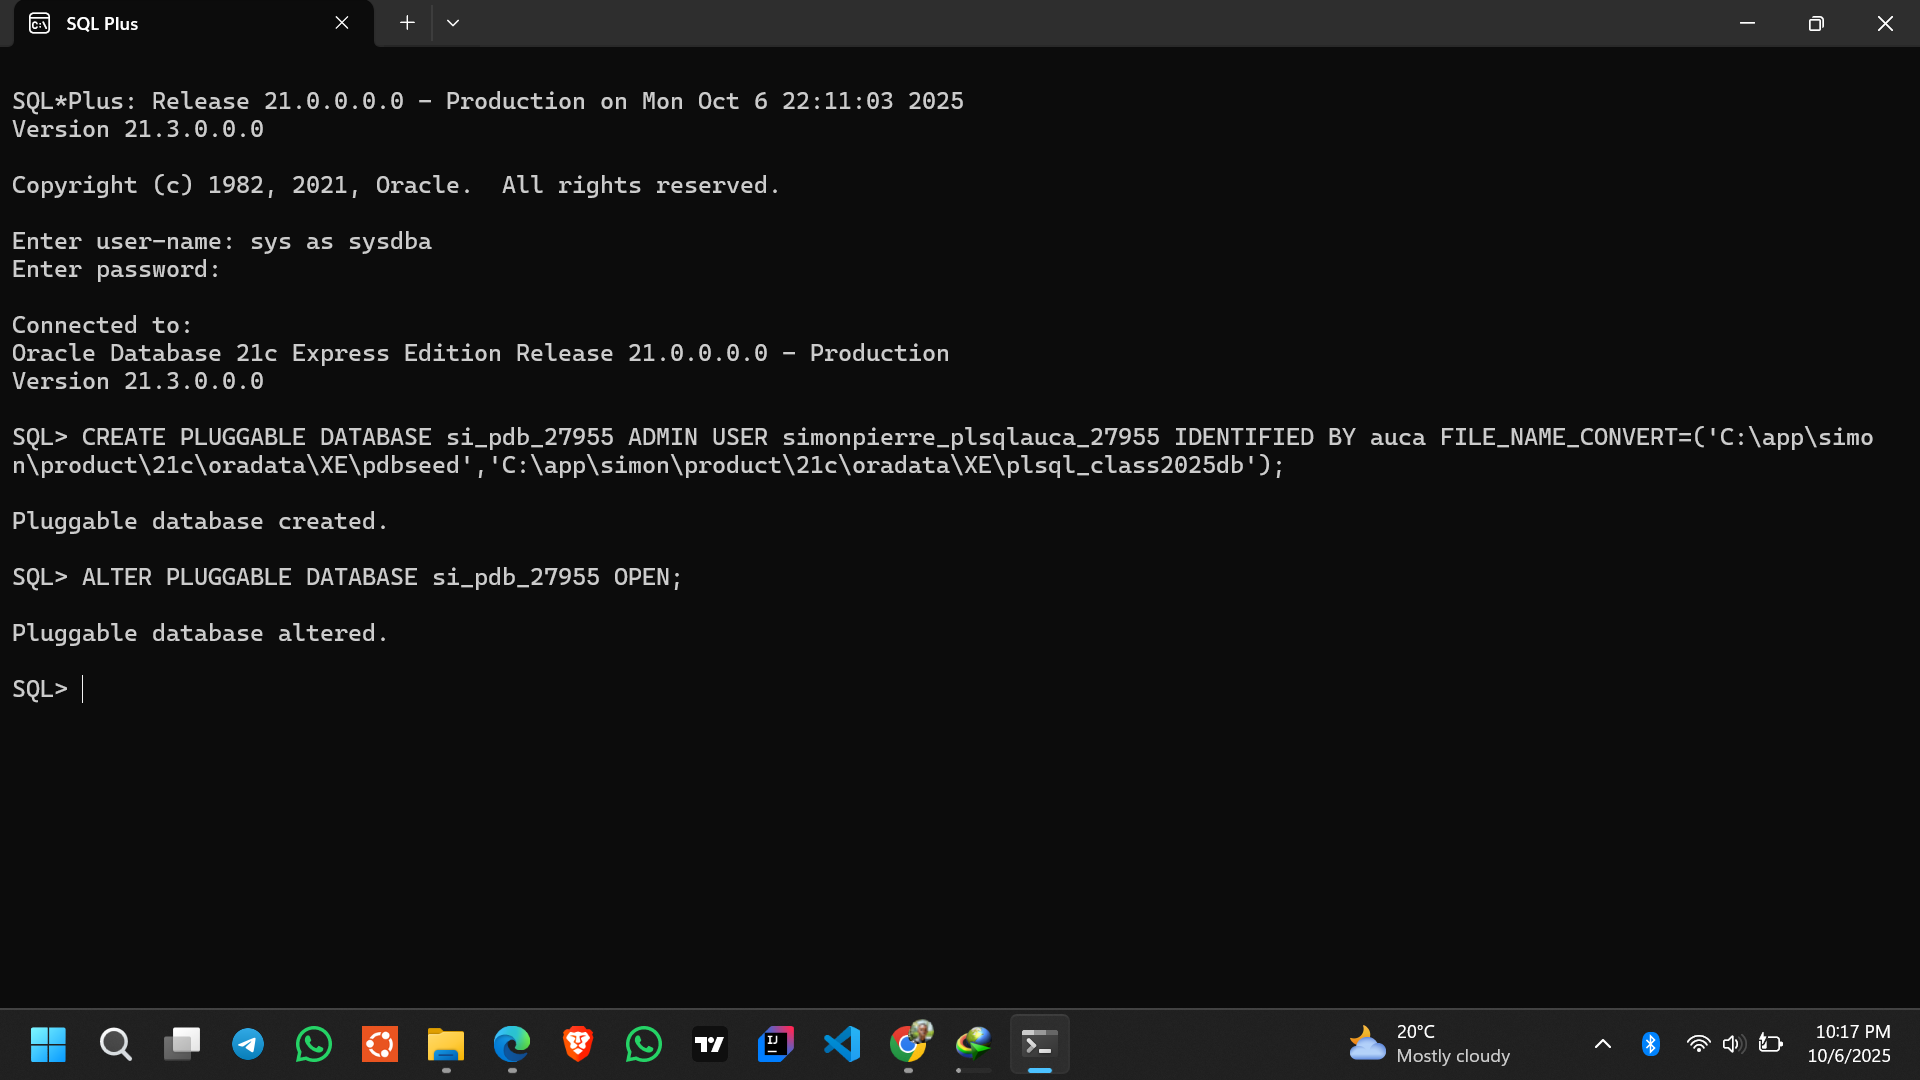 SQL Plus
SQL*Plus: Release 21.0.0.0.0 - Production on Mon Oct 6 22:11:03 2025
Version 21.3.0.0.0
Copyright (c) 1982, 2021, Oracle.  All rights reserved.
Enter user-name: sys as sysdba
Enter password:
Connected to:
Oracle Database 21c Express Edition Release 21.0.0.0.0 - Production
Version 21.3.0.0.0
SQL> CREATE PLUGGABLE DATABASE si_pdb_27955 ADMIN USER simonpierre_plsqlauca_27955 IDENTIFIED BY auca FILE_NAME_CONVERT=('C:\app\simo
n\product\21c\oradata\XE\pdbseed','C:\app\simon\product\21c\oradata\XE\plsql_class2025db');
Pluggable database created.
SQL> ALTER PLUGGABLE DATABASE si_pdb_27955 OPEN;
Pluggable database altered.
SQL>
20°C
Mostly cloudy
10:17 PM
10/6/2025